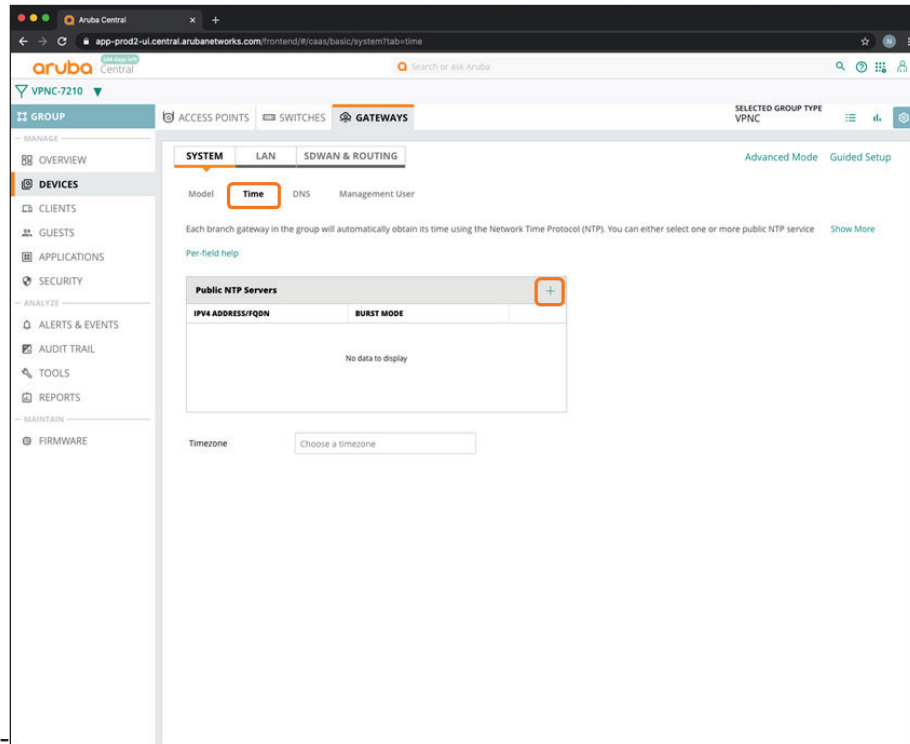 Aruba Central
app-prod2-ui.central.arubanetworks.com/frontend/#/caas/basic/system?tab=time
N
aruba Central
Search or ask Aruba
VPNC-7210
GROUP
ACCESS POINTS
SWITCHES
GATEWAYS
SELECTED GROUP TYPE
VPNC
MANAGE
OVERVIEW
DEVICES
CLIENTS
GUESTS
APPLICATIONS
SECURITY
ANALYZE
ALERTS & EVENTS
AUDIT TRAIL
TOOLS
REPORTS
MAINTAIN
FIRMWARE
SYSTEM
LAN
SDWAN & ROUTING
Advanced Mode
Guided Setup
Model
Time
DNS
Management User
Each branch gateway in the group will automatically obtain its time using the Network Time Protocol (NTP). You can either select one or more public NTP service
Show More
Per-field help
Public NTP Servers
IPV4 ADDRESS/FQDN
BURST MODE
No data to display
Timezone
Choose a timezone